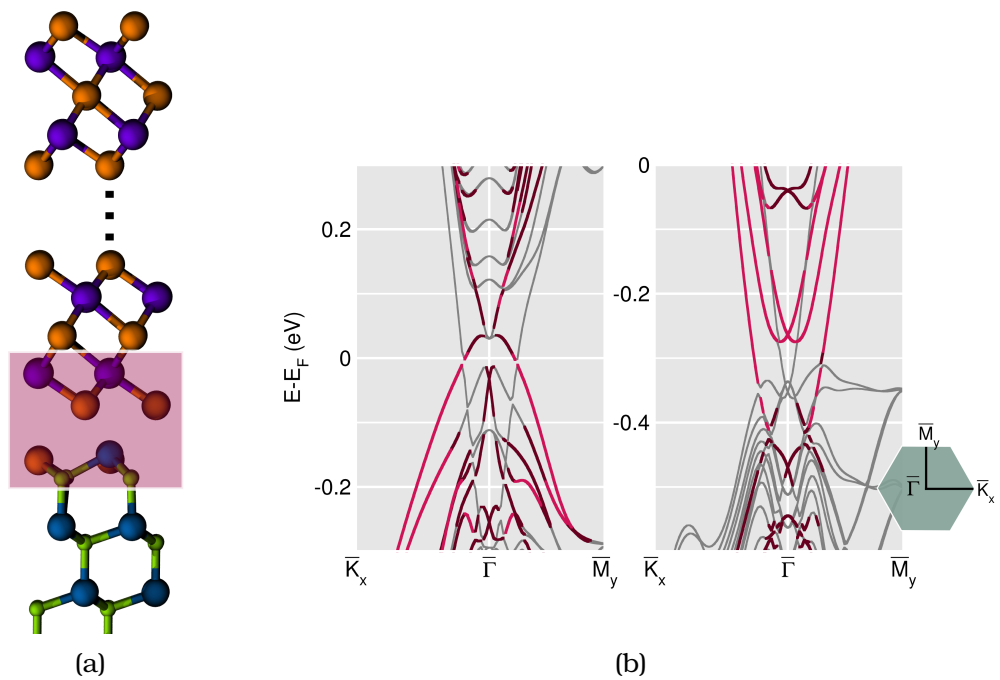 E-E_F (eV)
0.2
0
-0.2
K̅ₓ
Γ̅
M̅ᵧ
0
-0.2
-0.4
K̅ₓ
Γ̅
M̅ᵧ
M̅ᵧ
Γ̅
K̅ₓ
(a)
(b)